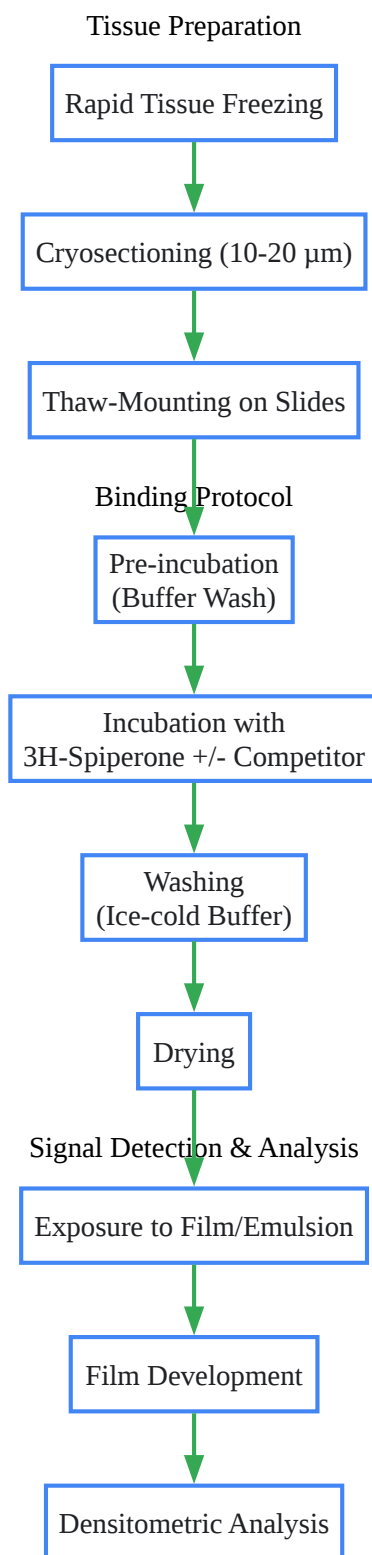 Tissue Preparation
Rapid Tissue Freezing
Cryosectioning (10-20 µm)
Thaw-Mounting on Slides
Binding Protocol
Pre-incubation
(Buffer Wash)
Incubation with
3H-Spiperone +/- Competitor
Washing
(Ice-cold Buffer)
Drying
Signal Detection & Analysis
Exposure to Film/Emulsion
Film Development
Densitometric Analysis